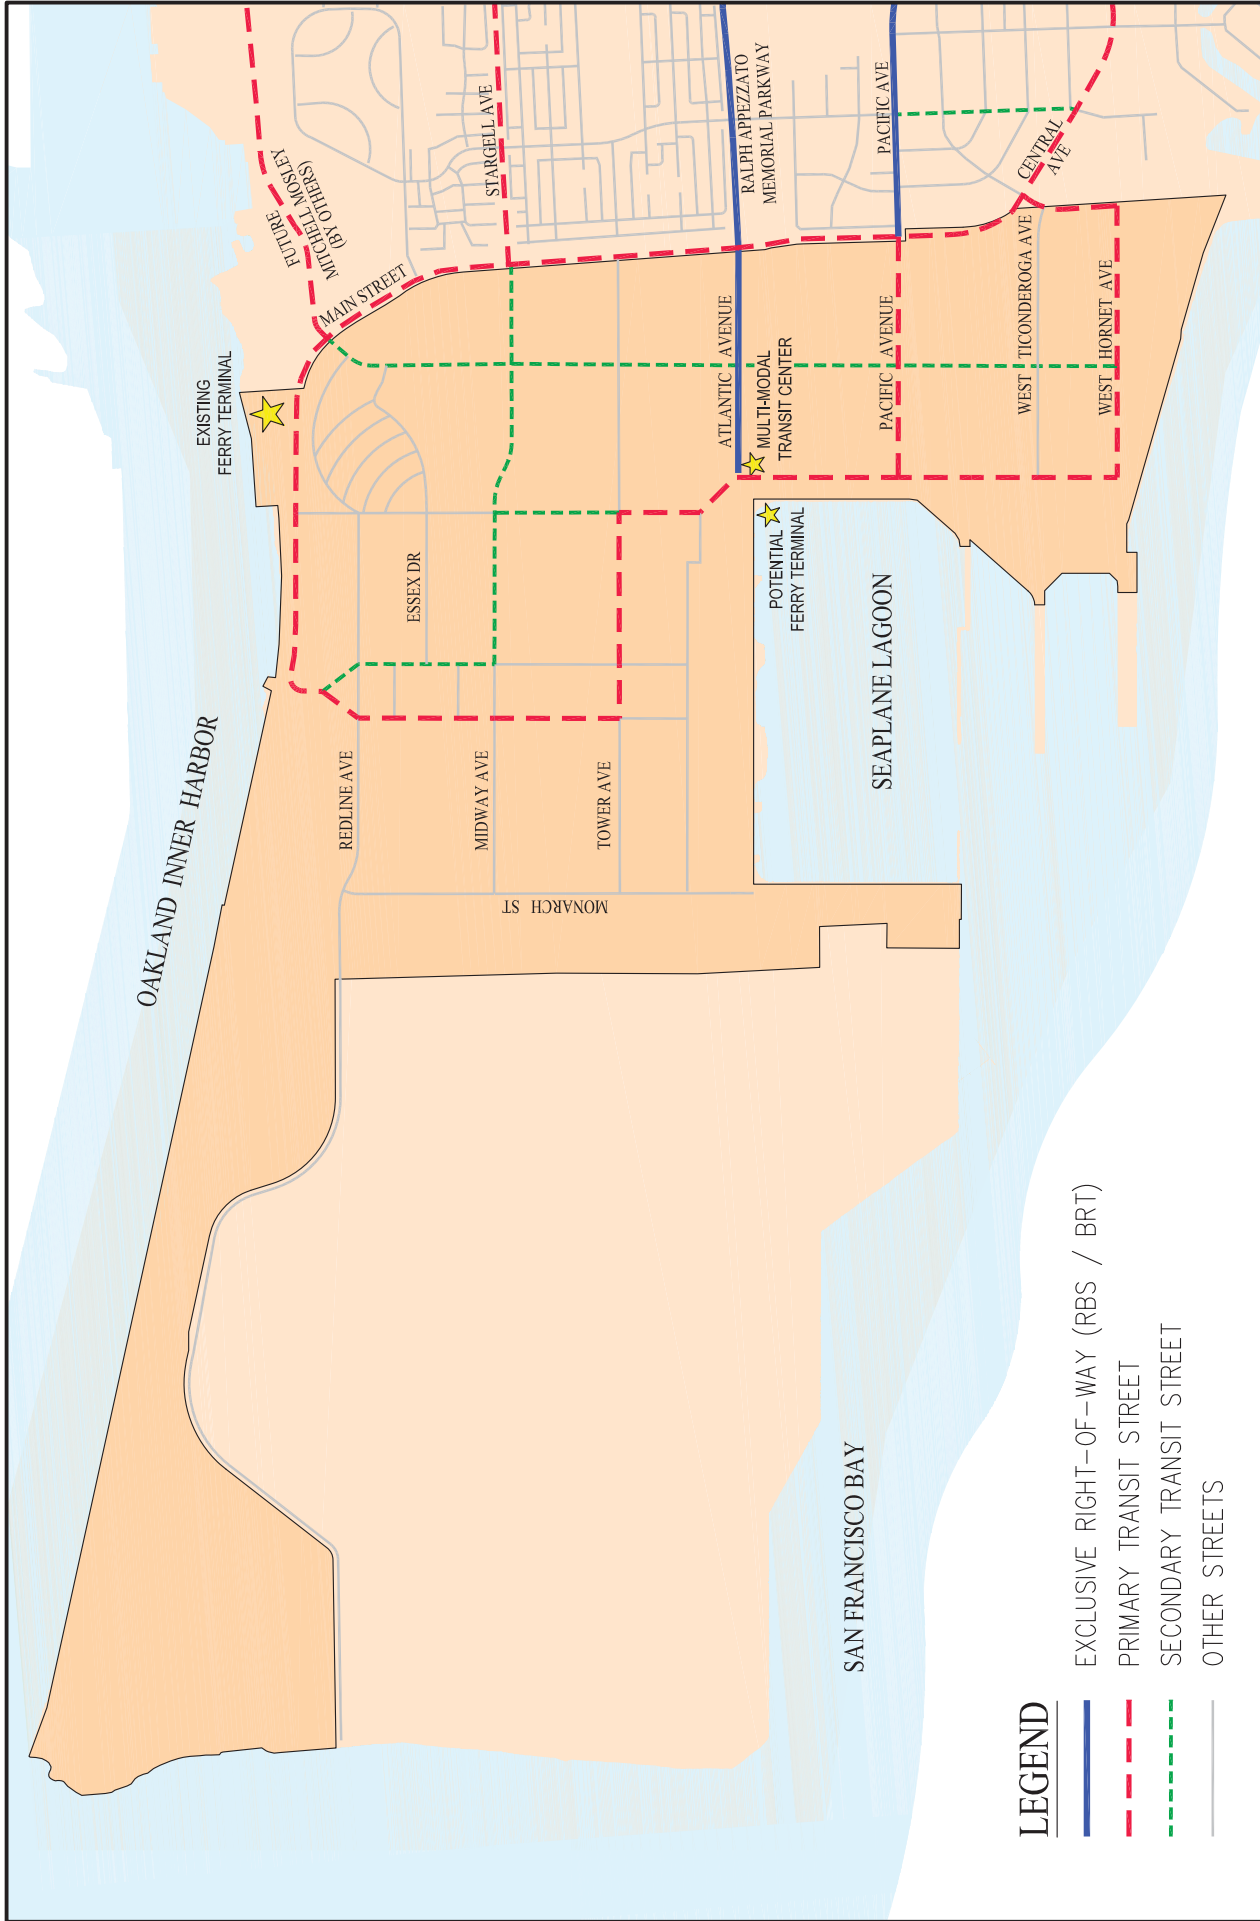 OAKLAND INNER HARBOR
EXISTING
FERRY TERMINAL
FUTURE
MITCHELL MOSLEY
(BY OTHERS)
MAIN STREET
STARGELL AVE
RALPH APPEZZATO
MEMORIAL PARKWAY
PACIFIC AVE
CENTRAL
AVE
REDLINE AVE
ESSEX DR
MIDWAY AVE
TOWER AVE
MONARCH ST
ATLANTIC AVENUE
MULTI-MODAL
TRANSIT CENTER
POTENTIAL
FERRY TERMINAL
PACIFIC AVENUE
WEST TICONDEROGA AVE
WEST HORNET AVE
SEAPLANE LAGOON
SAN FRANCISCO BAY
LEGEND
EXCLUSIVE RIGHT-OF-WAY (RBS / BRT)
PRIMARY TRANSIT STREET
SECONDARY TRANSIT STREET
OTHER STREETS